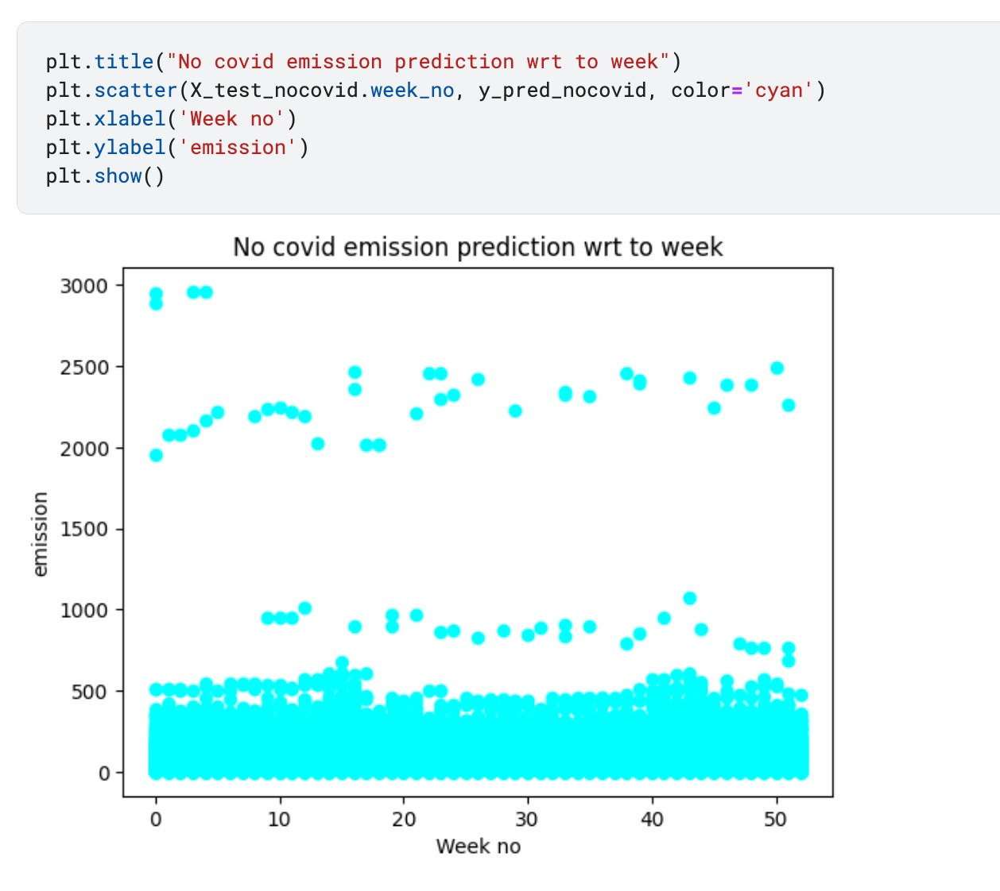 plt.title("No covid emission prediction wrt to week")
plt.scatter(X_test_nocovid.week_no, y_pred_nocovid, color='cyan')
plt.xlabel('Week no')
plt.ylabel('emission')
plt.show()
No covid emission prediction wrt to week
3000
2500
2000
1500
1000
500
0
emission
0 10 20 30 40 50
Week no